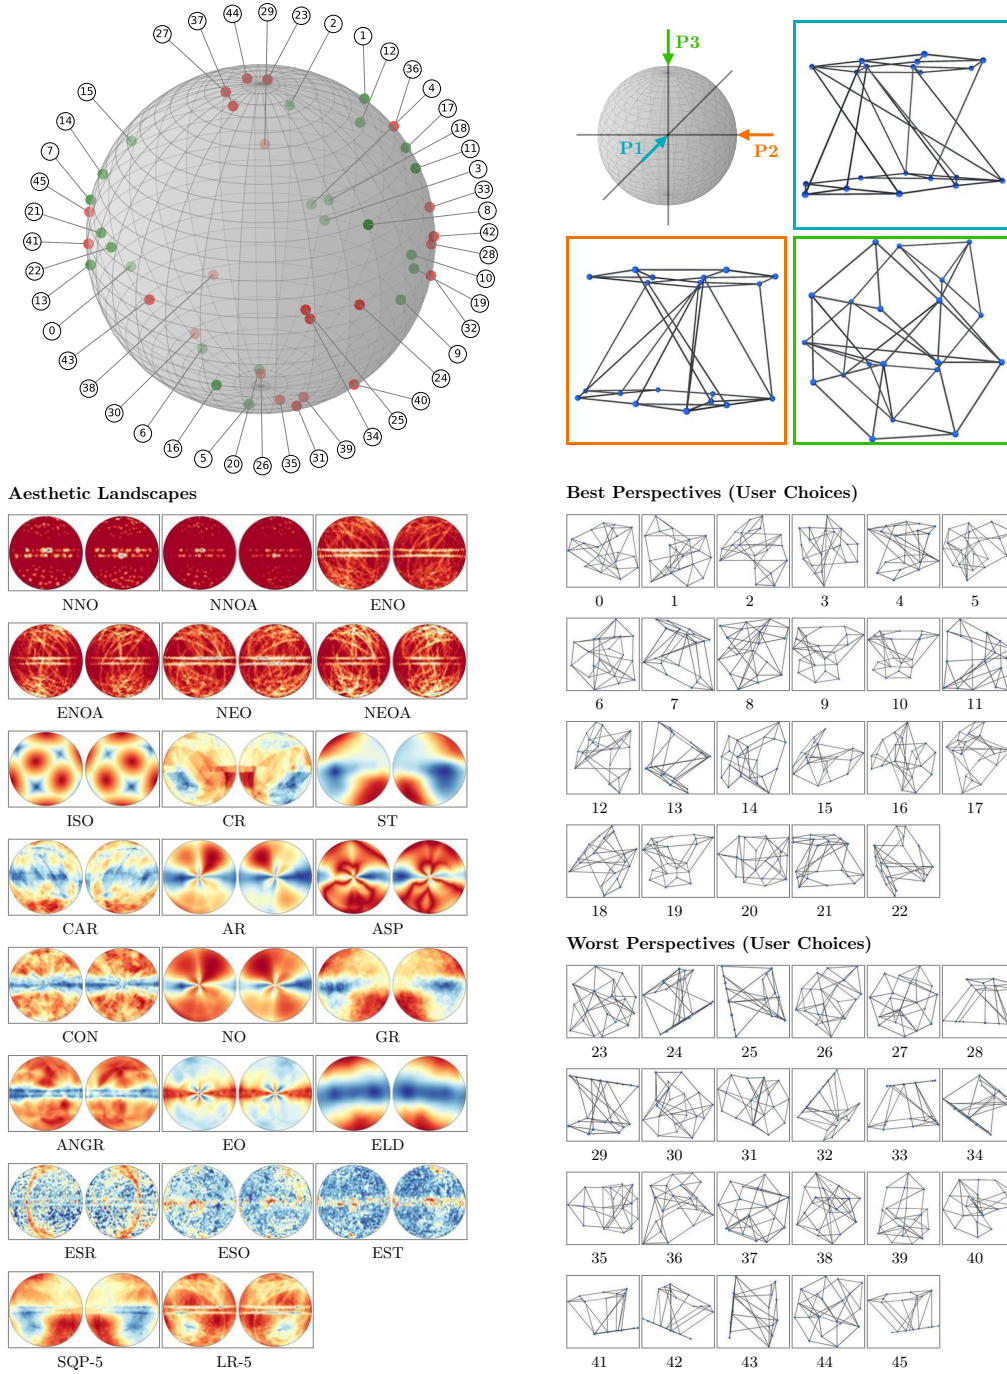 44 29 23
37 2
27 1
12
36
15 4
17
14 18
7 11
45 3
33
21 8
41 42
28
22 10
13 19
0 32
9
43
38 24
30 40
6 25
16 34
5 20 26 35 31 39
P3
P1 P2
Aesthetic Landscapes
NNO NNOA ENO
ENOA NEO NEOA
ISO CR ST
CAR AR ASP
CON NO GR
ANGR EO ELD
ESR ESO EST
SQP-5 LR-5
Best Perspectives (User Choices)
0 1 2 3 4 5
6 7 8 9 10 11
12 13 14 15 16 17
18 19 20 21 22
Worst Perspectives (User Choices)
23 24 25 26 27 28
29 30 31 32 33 34
35 36 37 38 39 40
41 42 43 44 45